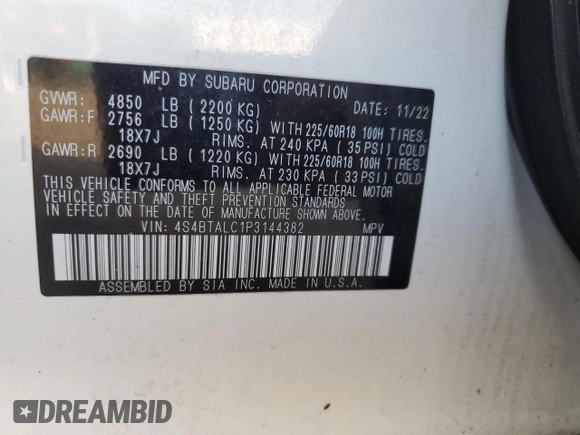 MFD BY SUBARU CORPORATION
GVWR: 4850 LB ( 2200 KG) DATE: 11/22
GAWR:F 2756 LB ( 1250 KG) WITH 225/60R18 100H TIRES,
18X7J RIMS, AT 240 KPA ( 35 PSI) COLD
GAWR:R 2690 LB ( 1220 KG) WITH 225/60R18 100H TIRES,
18X7J RIMS, AT 230 KPA ( 33 PSI) COLD
THIS VEHICLE CONFORMS TO ALL APPLICABLE FEDERAL MOTOR
VEHICLE SAFETY AND THEFT PREVENTION STANDARDS
IN EFFECT ON THE DATE OF MANUFACTURE SHOWN ABOVE.
VIN: 4S4BTALC1P3144382 MPV
ASSEMBLED BY SIA INC. MADE IN U.S.A.
DREAMBID